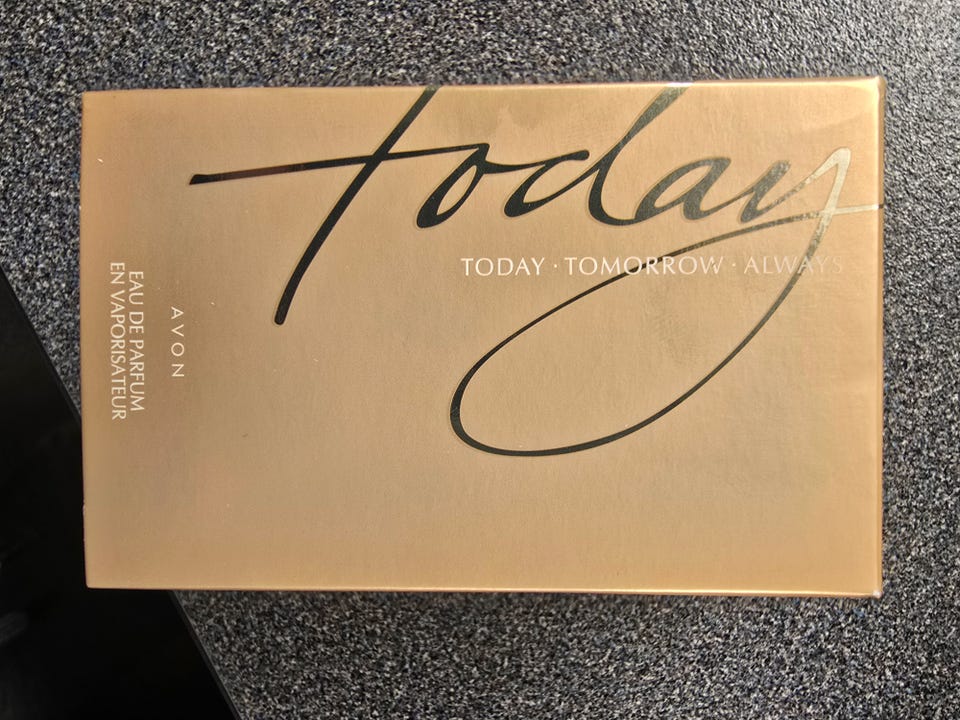 today
TODAY · TOMORROW · ALWAYS
AVON
EAU DE PARFUM
EN VAPORISATEUR